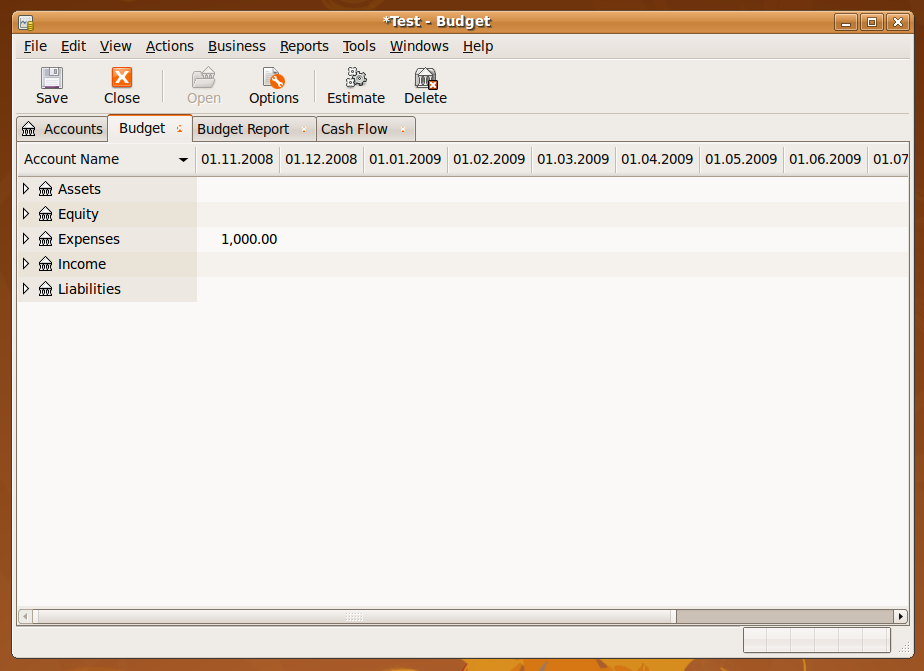 *Test - Budget
File Edit View Actions Business Reports Tools Windows Help
Save Close Open Options Estimate Delete
Accounts Budget Budget Report Cash Flow
Account Name 01.11.2008 01.12.2008 01.01.2009 01.02.2009 01.03.2009 01.04.2009 01.05.2009 01.06.2009 01.07
Assets
Equity
Expenses 1,000.00
Income
Liabilities